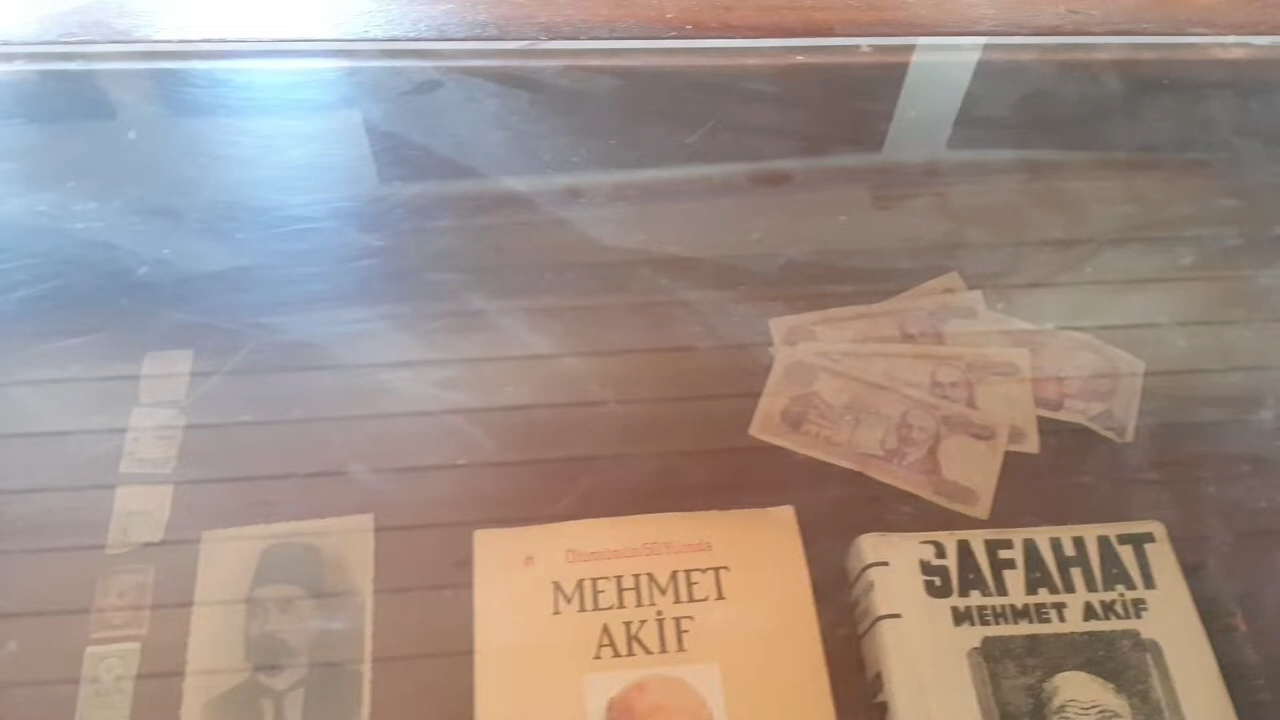 Ölümünün 50. Yılında
MEHMET
AKİF
SAFAHAT
MEHMET AKİF